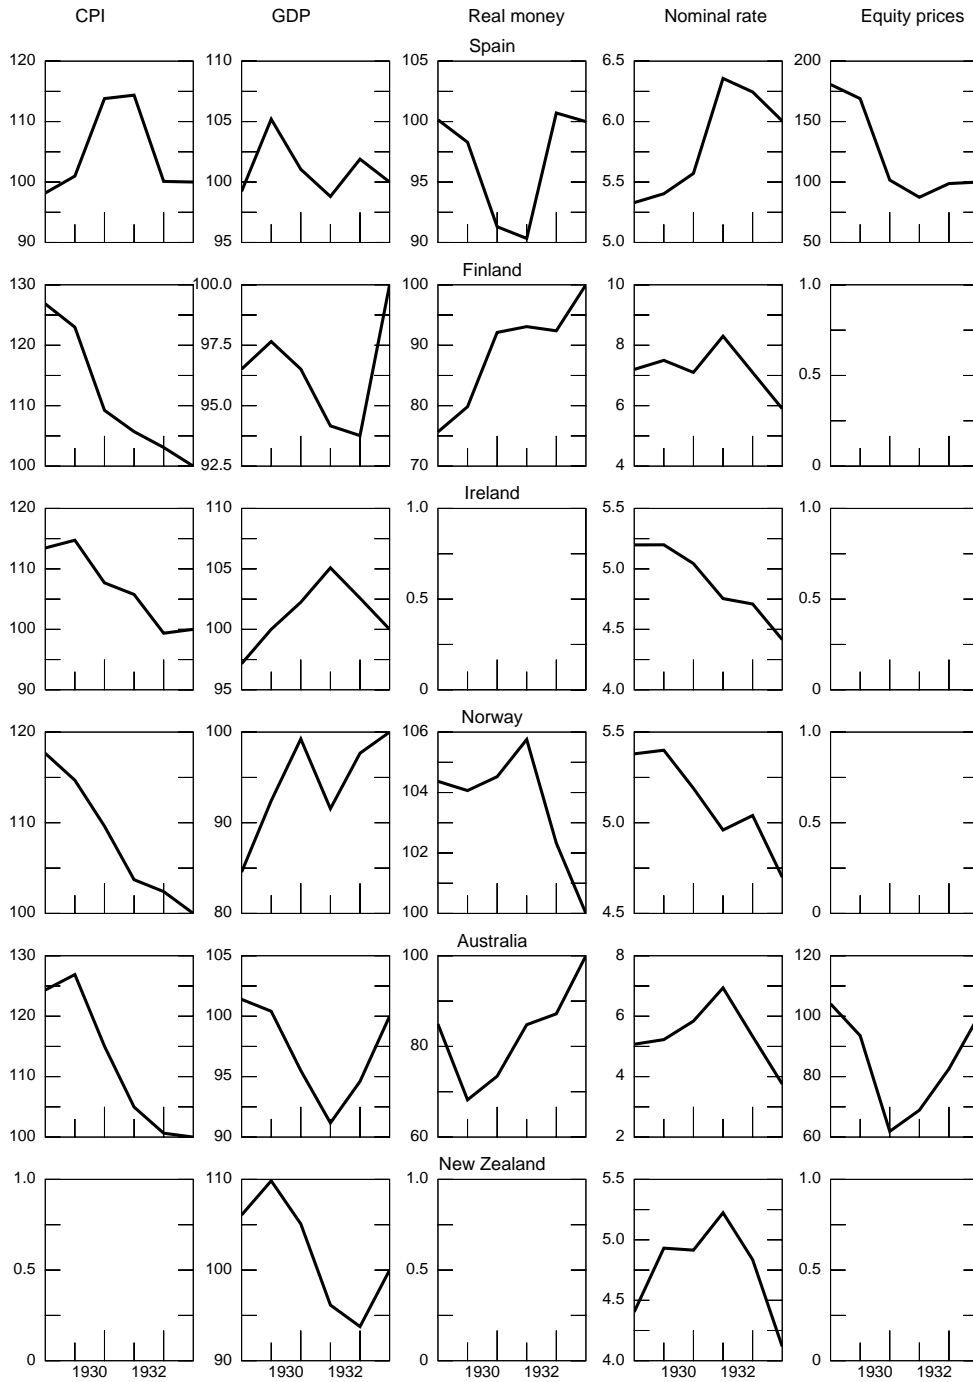 CPI GDP Real money Nominal rate Equity prices
Spain
120 110 105 6.5 200
110 105 100 6.0 150
100 100 95 5.5 100
90 95 90 5.0 50
Finland
130 100.0 100 10 1.0
120 97.5 90 8
0.5
110 95.0 80 6
100 92.5 70 4 0
Ireland
120 110 1.0 5.5 1.0
110 105 5.0
0.5 0.5
100 100 4.5
90 95 0 4.0 0
Norway
120 100 106 5.5 1.0
104
110 90 5.0 0.5
102
100 80 100 4.5 0
Australia
130 105 100 8 120
120 100 6 100
80
110 95 4 80
100 90 60 2 60
New Zealand
1.0 110 1.0 5.5 1.0
5.0
0.5 100 0.5 0.5
4.5
0 90 0 4.0 0
1930 1932 1930 1932 1930 1932 1930 1932 1930 1932